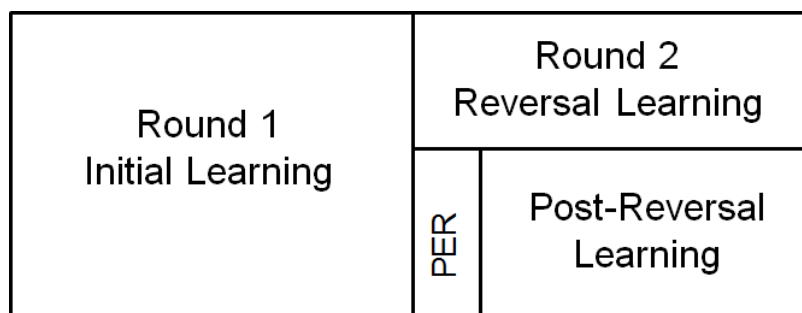 Round 1
Initial Learning
Round 2
Reversal Learning
PER
Post-Reversal
Learning